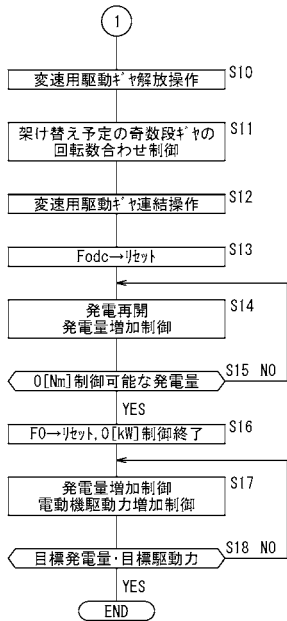 1
変速用駆動ギヤ解放操作 S10
架け替え予定の奇数段ギヤの S11
回転数合わせ制御
変速用駆動ギヤ連結操作 S12
Fodc→リセット S13
発電再開 S14
発電量増加制御
0[Nm]制御可能な発電量 S15 NO
YES
F0→リセット,0[kW]制御終了 S16
発電量増加制御 S17
電動機駆動力増加制御
目標発電量・目標駆動力 S18 NO
YES
END